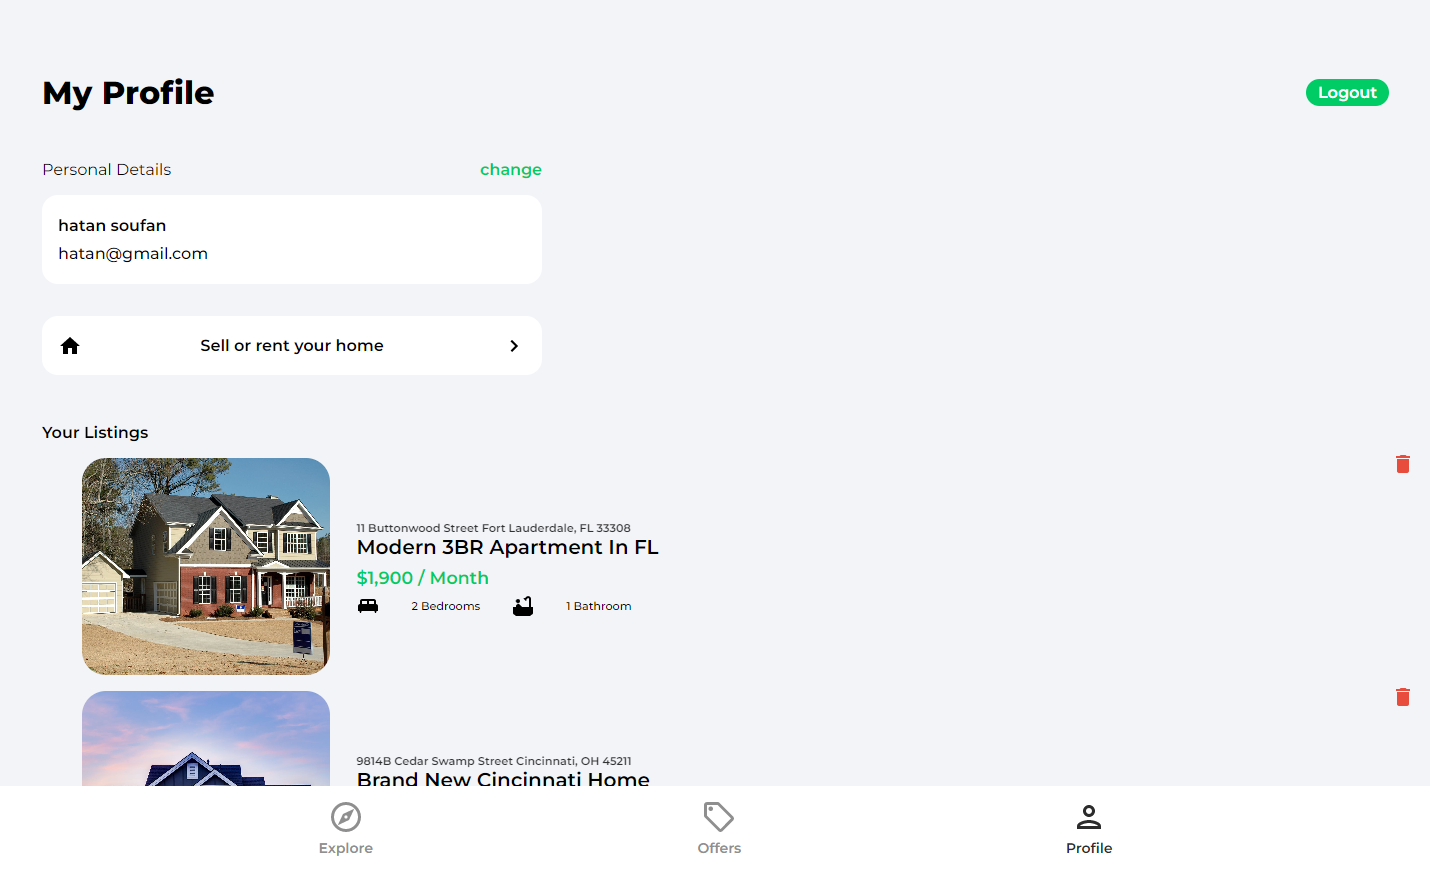 My Profile
Logout
Personal Details
change
hatan soufan
hatan@gmail.com
Sell or rent your home
Your Listings
11 Buttonwood Street Fort Lauderdale, FL 33308
Modern 3BR Apartment In FL
$1,900 / Month
2 Bedrooms
1 Bathroom
9814B Cedar Swamp Street Cincinnati, OH 45211
Brand New Cincinnati Home
Explore
Offers
Profile